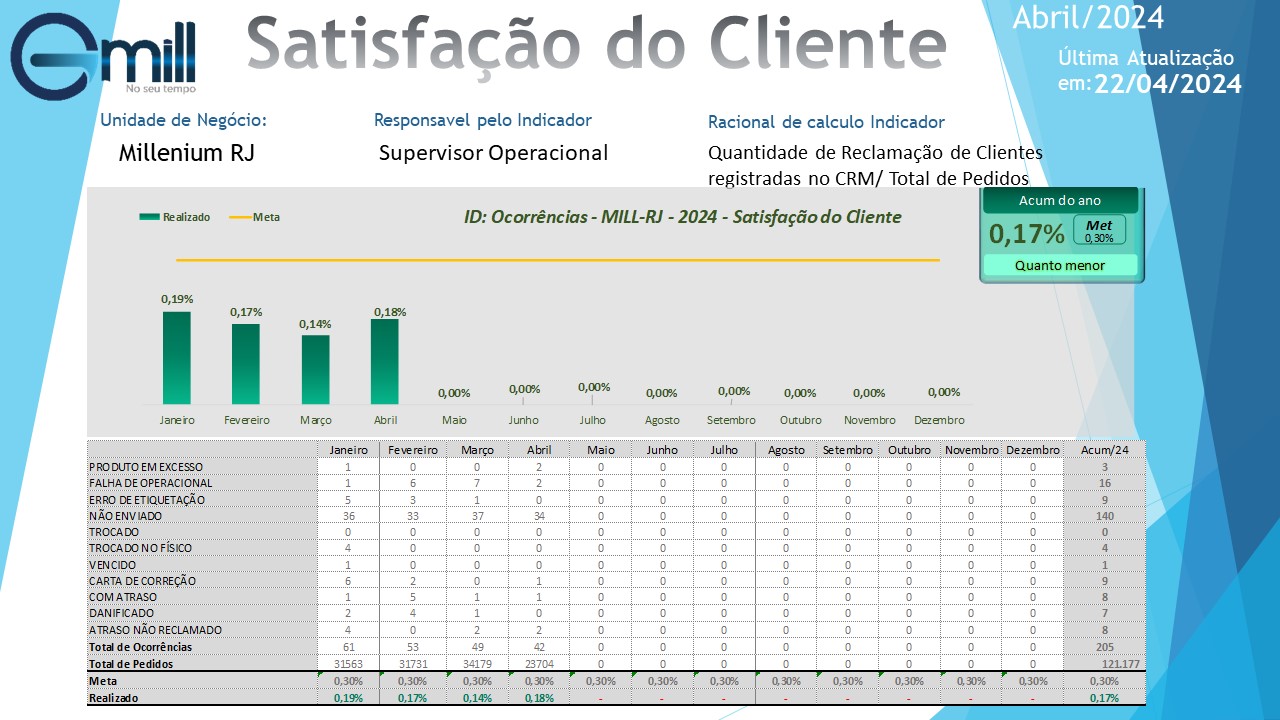 Gmill
No seu tempo
Satisfação do Cliente
Abril/2024
Última Atualização
em: 22/04/2024
Unidade de Negócio: Responsavel pelo Indicador Racional de calculo Indicador
Millenium RJ Supervisor Operacional Quantidade de Reclamação de Clientes
registradas no CRM/ Total de Pedidos
Realizado Meta ID: Ocorrências - MILL-RJ - 2024 - Satisfação do Cliente
Acum do ano
0,17% Met
0,30%
Quanto menor
0,19% 0,17% 0,14% 0,18% 0,00% 0,00% 0,00% 0,00% 0,00% 0,00% 0,00% 0,00%
Janeiro Fevereiro Março Abril Maio Junho Julho Agosto Setembro Outubro Novembro Dezembro
Janeiro Fevereiro Março Abril Maio Junho Julho Agosto Setembro Outubro Novembro Dezembro Acum/24
PRODUTO EM EXCESSO 1 0 0 2 0 0 0 0 0 0 0 0 3
FALHA DE OPERACIONAL 1 6 7 2 0 0 0 0 0 0 0 0 16
ERRO DE ETIQUETAÇÃO 5 3 1 0 0 0 0 0 0 0 0 0 9
NÃO ENVIADO 36 33 37 34 0 0 0 0 0 0 0 0 140
TROCADO 0 0 0 0 0 0 0 0 0 0 0 0 0
TROCADO NO FÍSICO 4 0 0 0 0 0 0 0 0 0 0 0 4
VENCIDO 1 0 0 0 0 0 0 0 0 0 0 0 1
CARTA DE CORREÇÃO 6 2 0 1 0 0 0 0 0 0 0 0 9
COM ATRASO 1 5 1 1 0 0 0 0 0 0 0 0 8
DANIFICADO 2 4 1 0 0 0 0 0 0 0 0 0 7
ATRASO NÃO RECLAMADO 4 0 2 2 0 0 0 0 0 0 0 0 8
Total de Ocorrências 61 53 49 42 0 0 0 0 0 0 0 0 205
Total de Pedidos 31563 31731 34179 23704 0 0 0 0 0 0 0 0 121.177
Meta 0,30% 0,30% 0,30% 0,30% 0,30% 0,30% 0,30% 0,30% 0,30% 0,30% 0,30% 0,30% 0,30%
Realizado 0,19% 0,17% 0,14% 0,18% - - - - - - - - 0,17%